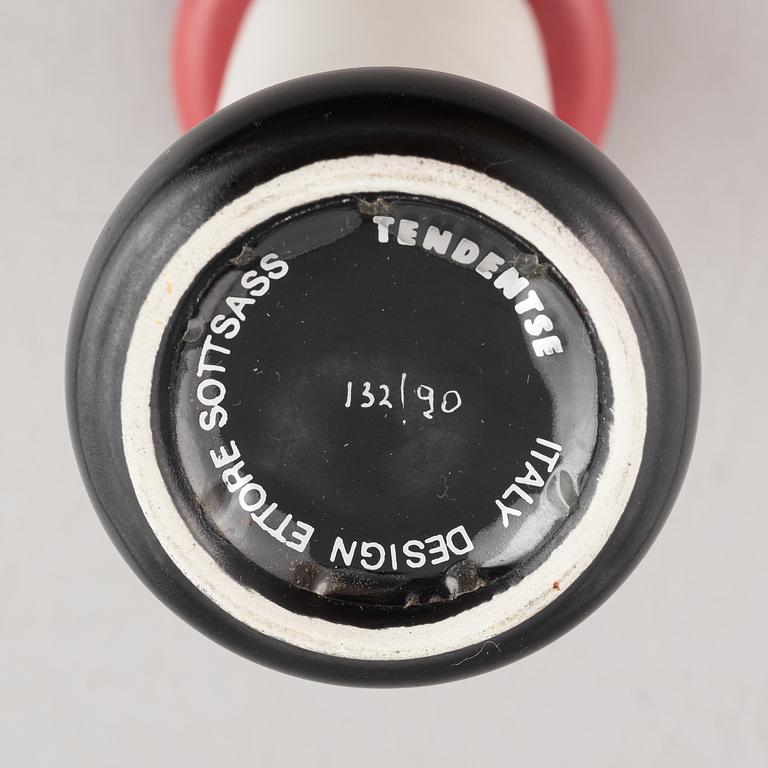 TENDENTSE
ITALY DESIGN ETTORE SOTTSASS
132/90